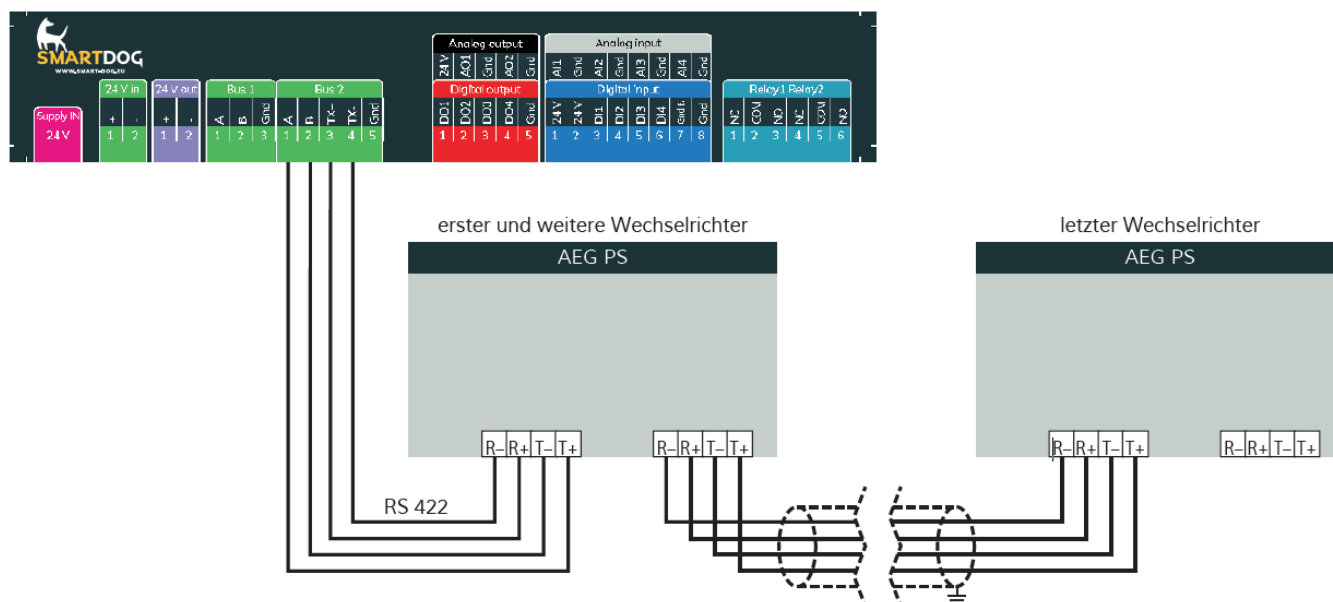 SMARTDOG
WWW.SMART-DOG.EU
Analog output
Analog input
24V AO1 Gnd AO2 Gnd
AI1 Gnd AI2 Gnd AI3 Gnd AI4 Gnd
24 V in
24 V out
Bus 1
Bus 2
Digital output
Digital input
Relay1 Relay2
Supply IN
24 V
+ -
+ -
A B Gnd
A B TX- TX- Gnd
DO1 DO2 DO3 DO4 Gnd
24V 24V DI1 DI2 DI3 DI4 Gnd
NC COM NO NC COM NO
1 2
1 2
1 2 3
1 2 3 4 5
1 2 3 4 5
1 2 3 4 5 6 7 8
1 2 3 4 5 6
erster und weitere Wechselrichter
letzter Wechselrichter
AEG PS
AEG PS
R– R+ T– T+
R– R+ T– T+
R– R+ T– T+
R– R+ T– T+
RS 422